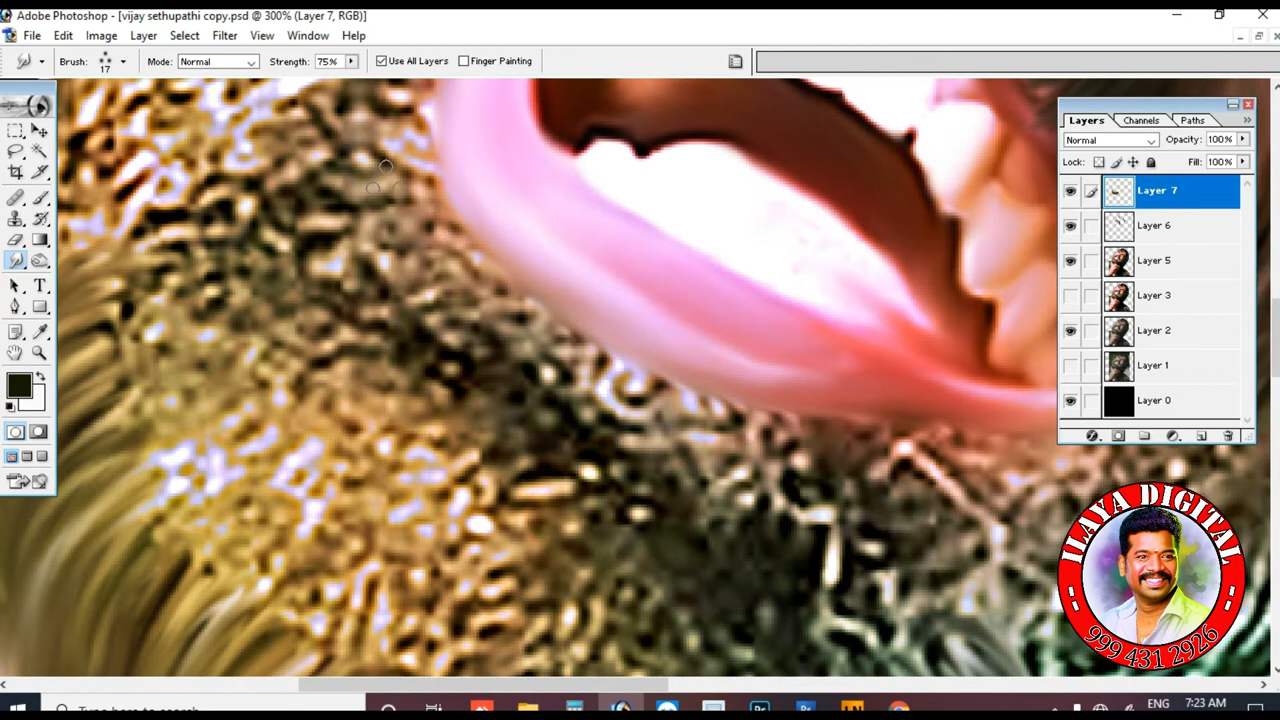 Adobe Photoshop - [vijay sethupathi copy.psd @ 300% (Layer 7, RGB)]
File Edit Image Layer Select Filter View Window Help
Brush: 17 Mode: Normal Strength: 75% Use All Layers Finger Painting
Layers Channels Paths
Normal Opacity: 100%
Lock: Fill: 100%
Layer 7
Layer 6
Layer 5
Layer 3
Layer 2
Layer 1
Layer 0
ILAYA DIGITAL
999 431 2926
ENG 7:23 AM